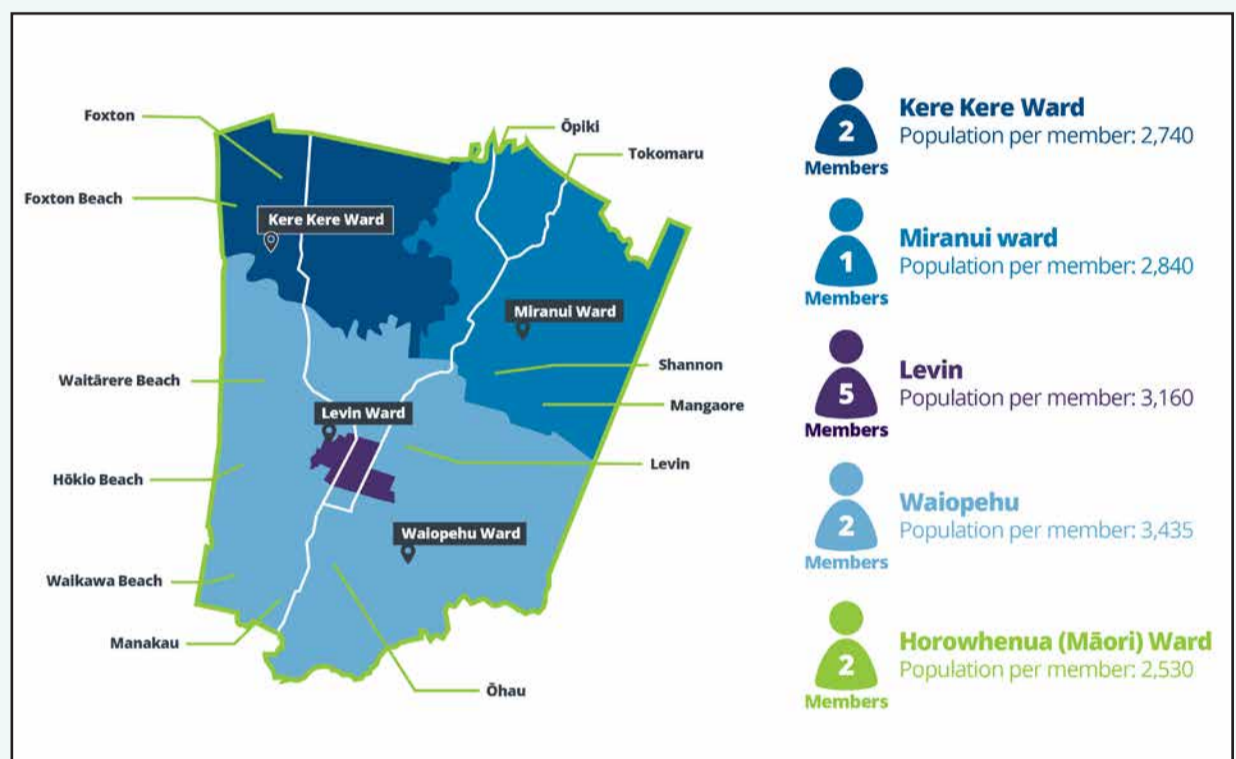 Foxton
Foxton Beach
Kere Kere Ward
Ōpiki
Tokomaru
Miranui Ward
Shannon
Mangaore
Waitārere Beach
Levin Ward
Levin
Hōkio Beach
Waiopehu Ward
Waikawa Beach
Manakau
Ōhau
2
Members
Kere Kere Ward
Population per member: 2,740
1
Members
Miranui ward
Population per member: 2,840
5
Members
Levin
Population per member: 3,160
2
Members
Waiopehu
Population per member: 3,435
2
Members
Horowhenua (Māori) Ward
Population per member: 2,530